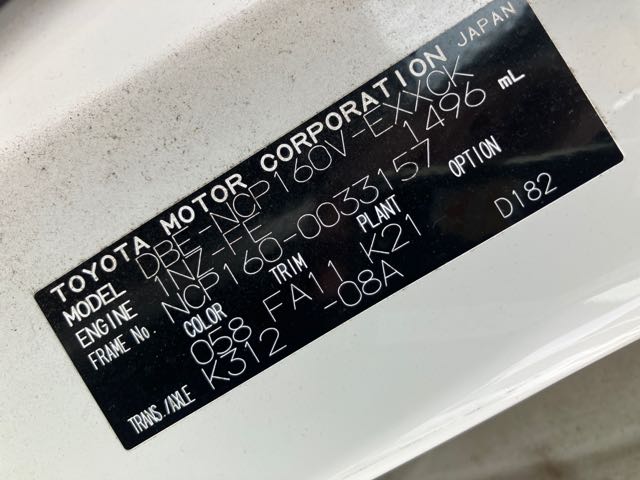 TOYOTA MOTOR CORPORATION JAPAN
MODEL DBE-NCP160V-EXXCK
ENGINE 1NZ-FE 1496 mL
FRAME No. NCP160-0033157
COLOR TRIM PLANT OPTION
058 FA11 K21 D182
TRANS./AXLE K312 -08A